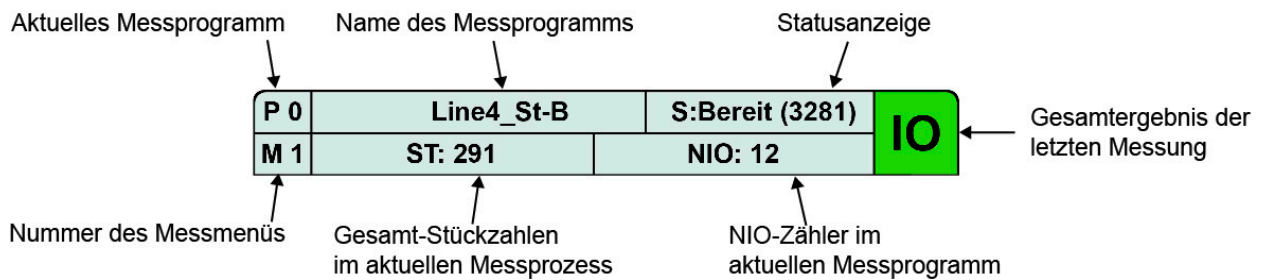 Aktuelles Messprogramm
Name des Messprogramms
Statusanzeige
P 0
Line4_St-B
S:Bereit (3281)
IO
M 1
ST: 291
NIO: 12
Gesamtergebnis der
letzten Messung
Nummer des Messmenüs
Gesamt-Stückzahlen
im aktuellen Messprozess
NIO-Zähler im
aktuellen Messprogramm